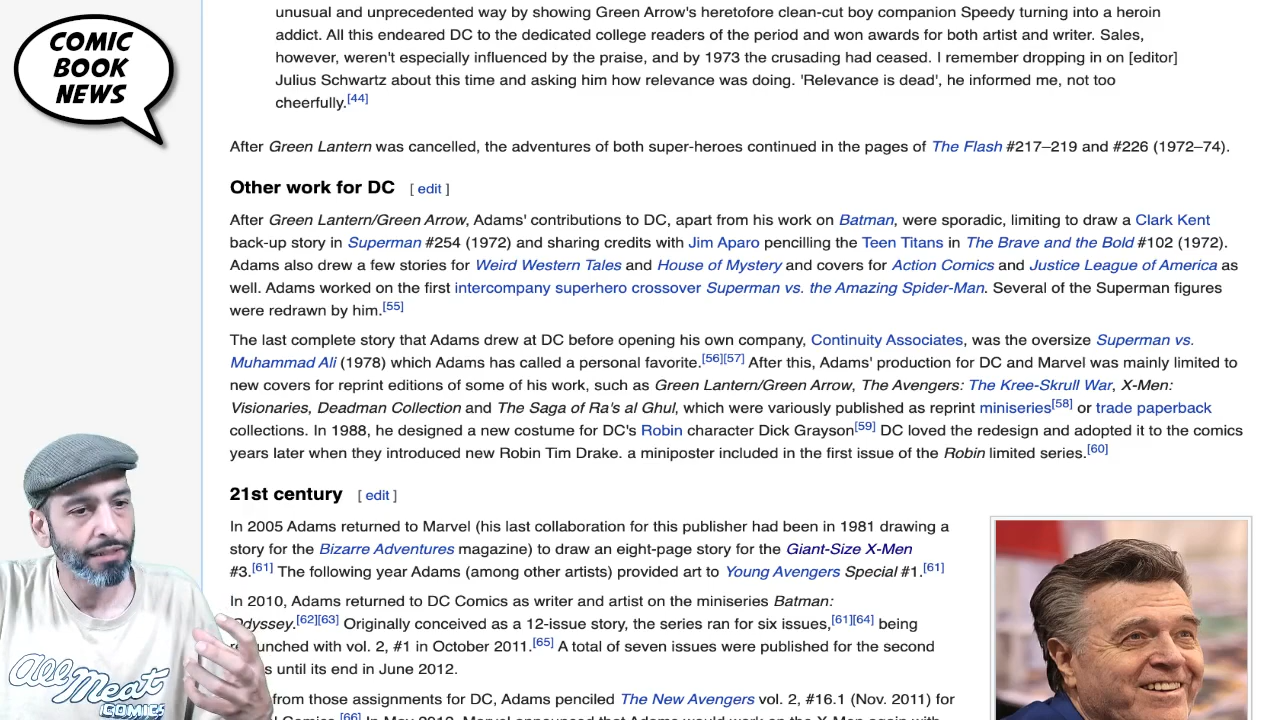 COMIC
BOOK
NEWS
unusual and unprecedented way by showing Green Arrow's heretofore clean-cut boy companion Speedy turning into a heroin
addict. All this endeared DC to the dedicated college readers of the period and won awards for both artist and writer. Sales,
however, weren't especially influenced by the praise, and by 1973 the crusading had ceased. I remember dropping in on [editor]
Julius Schwartz about this time and asking him how relevance was doing. 'Relevance is dead', he informed me, not too
cheerfully.[44]
After Green Lantern was cancelled, the adventures of both super-heroes continued in the pages of The Flash #217–219 and #226 (1972–74).
Other work for DC [ edit ]
After Green Lantern/Green Arrow, Adams' contributions to DC, apart from his work on Batman, were sporadic, limiting to draw a Clark Kent
back-up story in Superman #254 (1972) and sharing credits with Jim Aparo pencilling the Teen Titans in The Brave and the Bold #102 (1972).
Adams also drew a few stories for Weird Western Tales and House of Mystery and covers for Action Comics and Justice League of America as
well. Adams worked on the first intercompany superhero crossover Superman vs. the Amazing Spider-Man. Several of the Superman figures
were redrawn by him.[55]
The last complete story that Adams drew at DC before opening his own company, Continuity Associates, was the oversize Superman vs.
Muhammad Ali (1978) which Adams has called a personal favorite.[56][57] After this, Adams' production for DC and Marvel was mainly limited to
new covers for reprint editions of some of his work, such as Green Lantern/Green Arrow, The Avengers: The Kree-Skrull War, X-Men:
Visionaries, Deadman Collection and The Saga of Ra's al Ghul, which were variously published as reprint miniseries[58] or trade paperback
collections. In 1988, he designed a new costume for DC's Robin character Dick Grayson[59] DC loved the redesign and adopted it to the comics
years later when they introduced new Robin Tim Drake. a miniposter included in the first issue of the Robin limited series.[60]
21st century [ edit ]
In 2005 Adams returned to Marvel (his last collaboration for this publisher had been in 1981 drawing a
story for the Bizarre Adventures magazine) to draw an eight-page story for the Giant-Size X-Men
#3.[61] The following year Adams (among other artists) provided art to Young Avengers Special #1.[61]
In 2010, Adams returned to DC Comics as writer and artist on the miniseries Batman:
Odyssey.[62][63] Originally conceived as a 12-issue story, the series ran for six issues,[61][64] being
unched with vol. 2, #1 in October 2011.[65] A total of seven issues were published for the second
until its end in June 2012.
from those assignments for DC, Adams penciled The New Avengers vol. 2, #16.1 (Nov. 2011) for
All Meat
COMICS